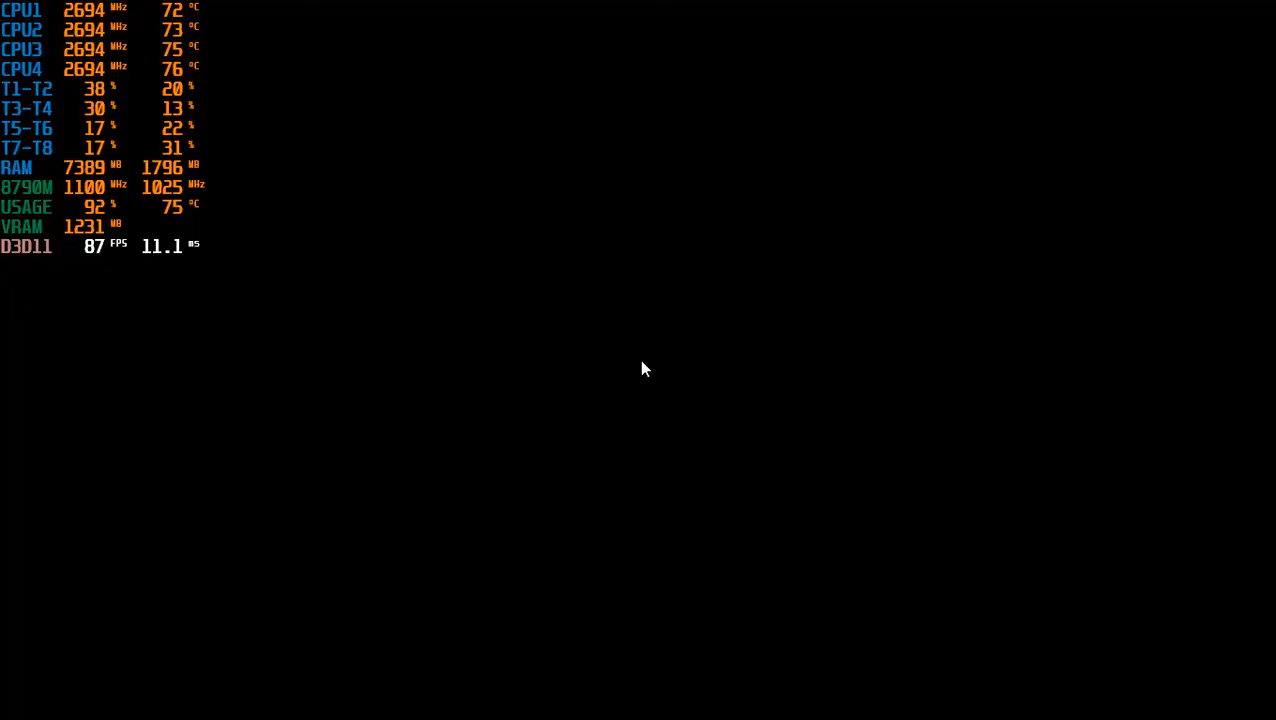 CPU1 2694 MHz 72 °C
CPU2 2694 MHz 73 °C
CPU3 2694 MHz 75 °C
CPU4 2694 MHz 76 °C
T1-T2 38 % 20 %
T3-T4 30 % 13 %
T5-T6 17 % 22 %
T7-T8 17 % 31 %
RAM 7389 MB 1796 MB
8790M 1100 MHz 1025 MHz
USAGE 92 % 75 °C
VRAM 1231 MB
D3D11 87 FPS 11.1 ms